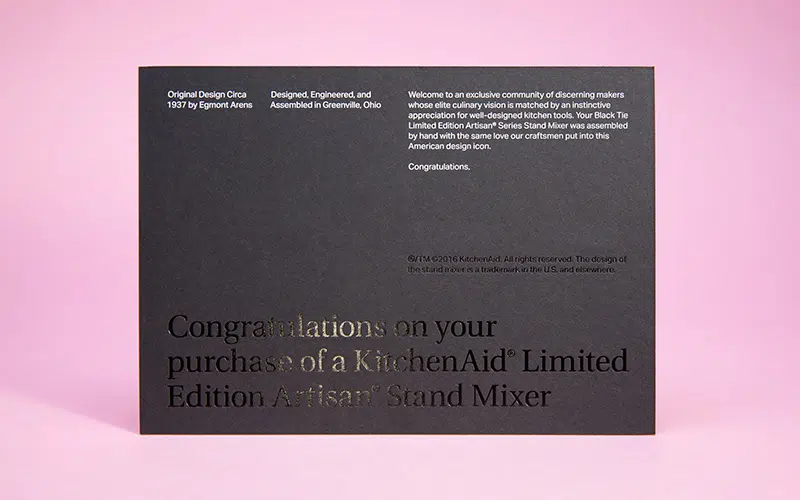 Original Design Circa
1937 by Egmont Arens
Designed, Engineered, and
Assembled in Greenville, Ohio
Welcome to an exclusive community of discerning makers
whose elite culinary vision is matched by an instinctive
appreciation for well-designed kitchen tools. Your Black Tie
Limited Edition Artisan® Series Stand Mixer was assembled
by hand with the same love our craftsmen put into this
American design icon.
Congratulations,
®/TM ©2016 KitchenAid. All rights reserved. The design of
the stand mixer is a trademark in the U.S. and elsewhere.
Congratulations on your
purchase of a KitchenAid® Limited
Edition Artisan® Stand Mixer